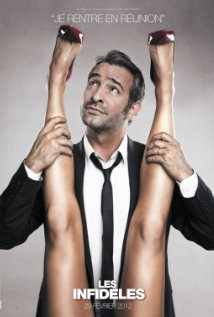 "JE RENTRE EN RÉUNION"
LES
INFIDÈLES
29 FÉVRIER 2012